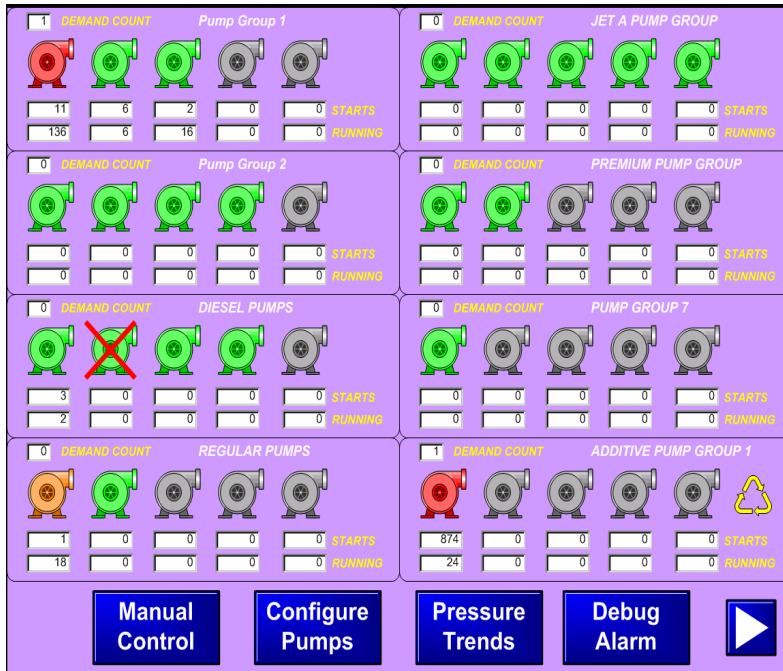 1 DEMAND COUNT Pump Group 1
11 6 2 0 0 STARTS
136 6 16 0 0 RUNNING
0 DEMAND COUNT JET A PUMP GROUP
0 0 0 0 0 STARTS
0 0 0 0 0 RUNNING
0 DEMAND COUNT Pump Group 2
0 0 0 0 0 STARTS
0 0 0 0 0 RUNNING
0 DEMAND COUNT PREMIUM PUMP GROUP
0 0 0 0 0 STARTS
0 0 0 0 0 RUNNING
0 DEMAND COUNT DIESEL PUMPS
3 0 0 0 0 STARTS
2 0 0 0 0 RUNNING
0 DEMAND COUNT PUMP GROUP 7
0 0 0 0 0 STARTS
0 0 0 0 0 RUNNING
0 DEMAND COUNT REGULAR PUMPS
1 0 0 0 0 STARTS
18 0 0 0 0 RUNNING
1 DEMAND COUNT ADDITIVE PUMP GROUP 1
874 0 0 0 0 STARTS
24 0 0 0 0 RUNNING
Manual
Control
Configure
Pumps
Pressure
Trends
Debug
Alarm